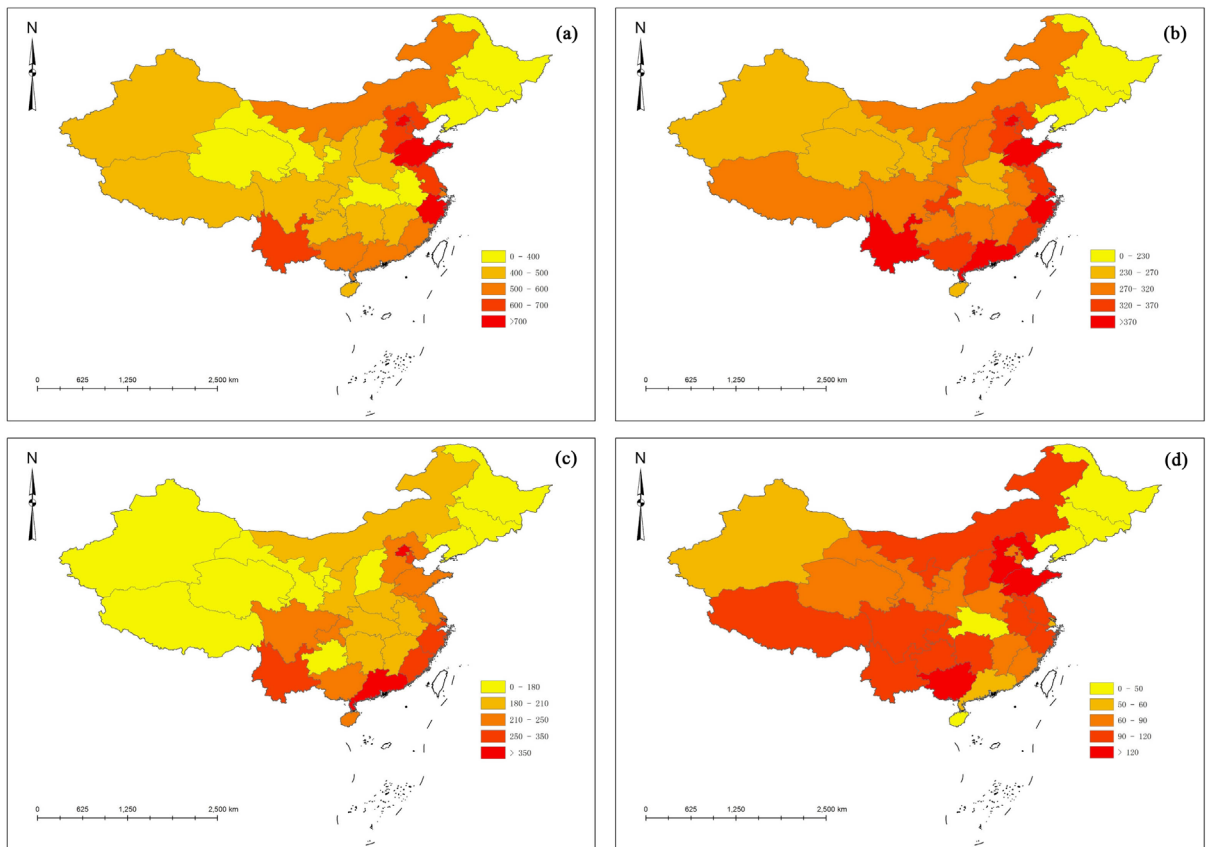 N
(a)
0 - 400
400 - 500
500 - 600
600 - 700
>700
0 625 1,250 2,500 km
N
(b)
0 - 230
230 - 270
270- 320
320 - 370
>370
0 625 1,250 2,500 km
N
(c)
0 - 180
180 - 210
210 - 250
250 - 350
> 350
0 625 1,250 2,500 km
N
(d)
0 - 50
50 - 60
60 - 90
90 - 120
> 120
0 625 1,250 2,500 km